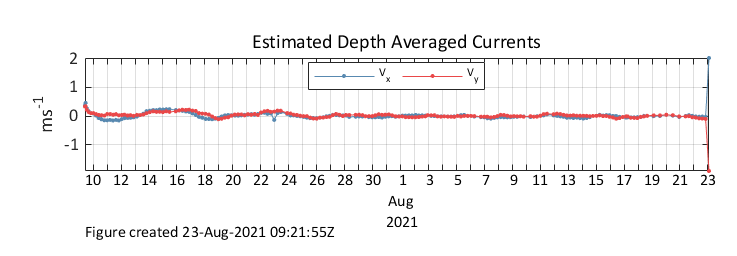 Estimated Depth Averaged Currents
Vx Vy
ms-1
2
1
0
-1
10 12 14 16 18 20 22 24 26 28 30 1 3 5 7 9 11 13 15 17 19 21 23
Aug
2021
Figure created 23-Aug-2021 09:21:55Z